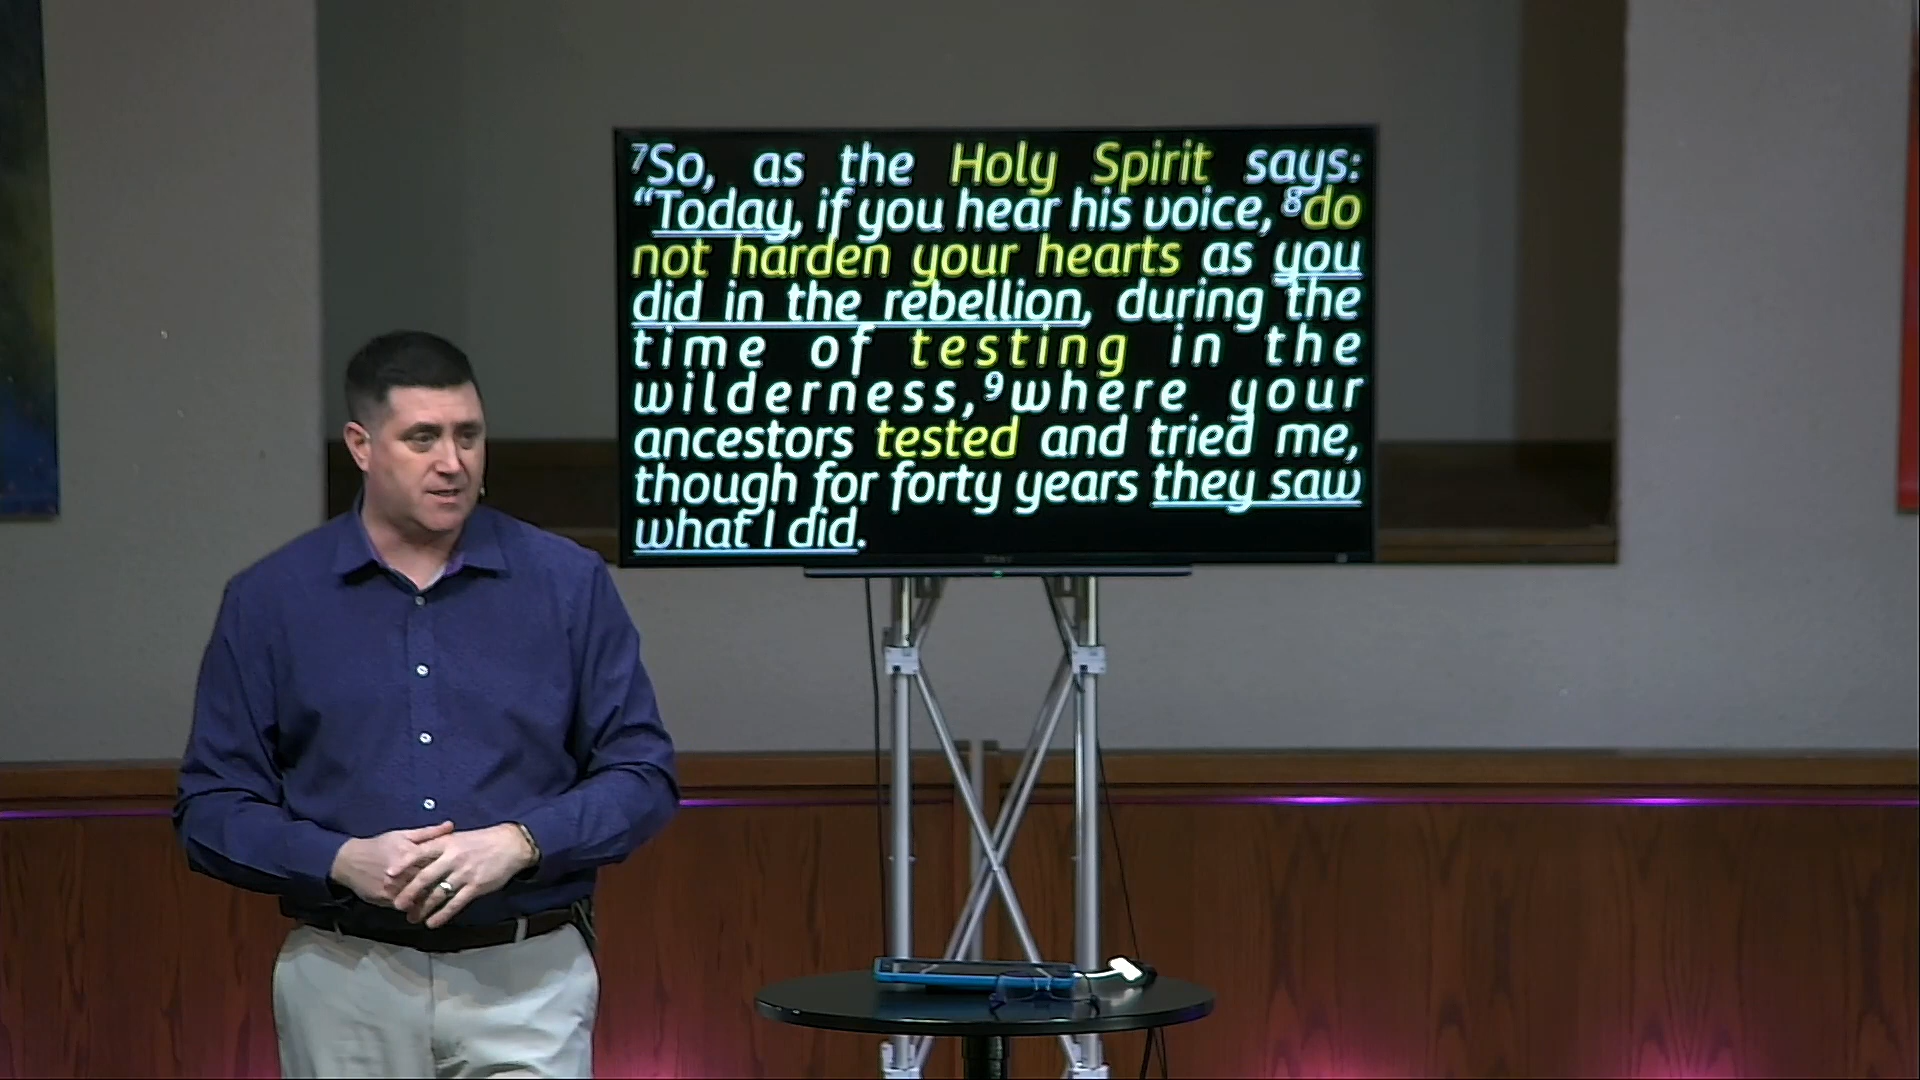 ⁷So, as the Holy Spirit says:
“Today, if you hear his voice, ⁸do
not harden your hearts as you
did in the rebellion, during the
time of testing in the
wilderness,⁹where your
ancestors tested and tried me,
though for forty years they saw
what I did.